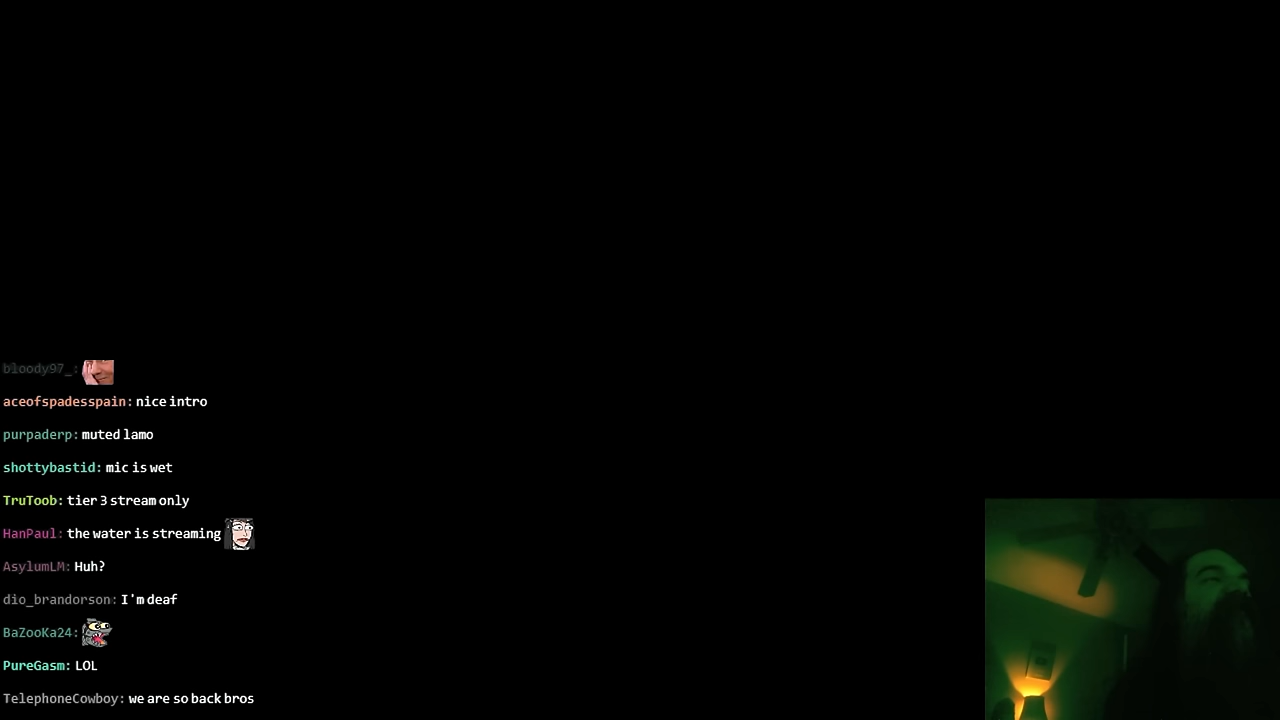 bloody97_:
aceofspadesspain: nice intro
purpaderp: muted lamo
shottybastid: mic is wet
TruToob: tier 3 stream only
HanPaul: the water is streaming
AsylumLM: Huh?
dio_brandorson: I'm deaf
BaZooKa24:
PureGasm: LOL
TelephoneCowboy: we are so back bros